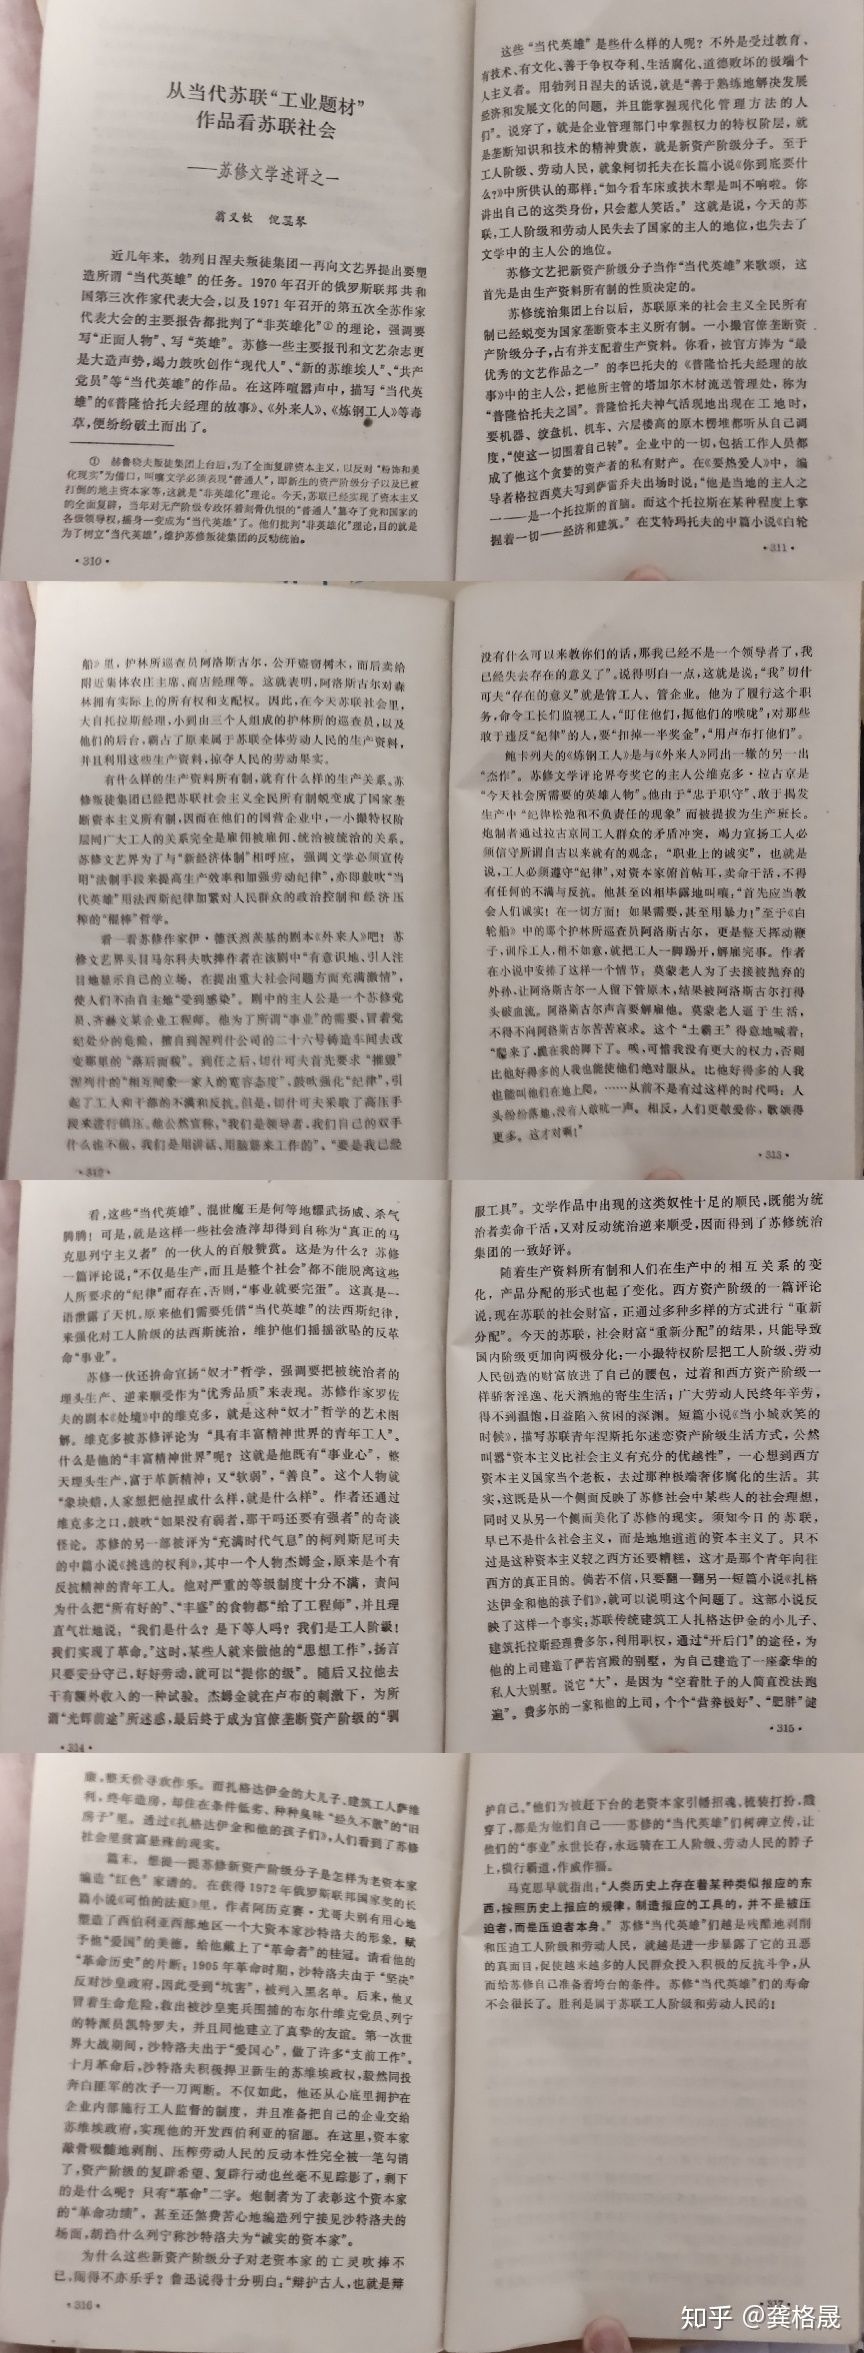 从当代苏联“工业题材”
作品看苏联社会
——苏修文学述评之一
翁义钦 倪蕊琴
近几年来，勃列日涅夫叛徒集团一再向文艺界提出要塑
造所谓“当代英雄”的任务。1970年召开的俄罗斯联邦共和
国第三次作家代表大会，以及1971年召开的第五次全苏作家
代表大会的主要报告都批判了“非英雄化”①的理论，强调要
写“正面人物”、写“英雄”。苏修一些主要报刊和文艺杂志更
是大造声势，竭力鼓吹创作“现代人”、“新的苏维埃人”、“共产
党员”等“当代英雄”的作品。在这阵喧嚣声中，描写“当代英
雄”的《普隆恰托夫经理的故事》、《外来人》、《炼钢工人》等毒
草，便纷纷破土而出了。
① 赫鲁晓夫叛徒集团上台后，为了全面复辟资本主义，以反对“粉饰和美
化现实”为借口，叫嚷文学必须表现“普通人”，即新生的资产阶级分子以及已被
打倒的地主资本家等，这就是“非英雄化”理论。今天，苏联已经实现了资本主义
的全面复辟，当年对无产阶级专政怀着刻骨仇恨的“普通人”篡夺了党和国家的
各级领导权，摇身一变成为“当代英雄”了。他们批判“非英雄化”理论，目的就是
为了树立“当代英雄”，维护苏修叛徒集团的反动统治。
·310·
这些“当代英雄”是些什么样的人呢？不外是受过教育、
有技术、有文化、善于争权夺利、生活腐化、道德败坏的极端个
人主义者。用勃列日涅夫的话说，就是“善于熟练地解决发展
经济和发展文化的问题，并且能掌握现代化管理方法的人
们”。说穿了，就是企业管理部门中掌握权力的特权阶层，就
是垄断知识和技术的精神贵族，就是新资产阶级分子。至于
工人阶级、劳动人民，就象柯切托夫在长篇小说《你到底要什
么？》中所供认的那样：“如今看车床或扶木犁是叫不响啦。你
讲出自己的这类身份，只会惹人笑话。”这就是说，今天的苏
联，工人阶级和劳动人民失去了国家的主人的地位，也失去了
文学中的主人公的地位。
苏修文艺把新资产阶级分子当作“当代英雄”来歌颂，这
首先是由生产资料所有制的性质决定的。
苏修统治集团上台以后，苏联原来的社会主义全民所有
制已经蜕变为国家垄断资本主义所有制。一小撮官僚垄断资
产阶级分子，占有并支配着生产资料。你看，被官方捧为“最
优秀的文艺作品之一”的李巴托夫的《普隆恰托夫经理的故
事》中的主人公，把他所主管的塔加尔木材流送管理处，称为
“普隆恰托夫之国”。普隆恰托夫神气活现地出现在工地时，
要机器、绞盘机、机车、六层楼高的原木楞堆都听从自己调
度，“使这一切围着自己转”。企业中的一切，包括工作人员都
成了他这个贪婪的资产者的私有财产。在《要热爱人》中，编
导者格拉西莫夫写到萨雷乔夫出场时说：“他是当地的主人之
一——是一个托拉斯的首脑。而这个托拉斯在某种程度上掌
握着一切——经济和建筑。”在艾特玛托夫的中篇小说《白轮
·311·
船》里，护林所巡查员阿洛斯古尔，公开盗窃树木，而后卖给
附近集体农庄主席、商店经理等。这就表明，阿洛斯古尔对森
林拥有实际上的所有权和支配权。因此，在今天苏联社会里，
大自托拉斯经理，小到由三个人组成的护林所的巡查员，以及
他们的后台，霸占了原来属于苏联全体劳动人民的生产资料，
并且利用这些生产资料，掠夺人民的劳动果实。
有什么样的生产资料所有制，就有什么样的生产关系。苏
修叛徒集团已经把苏联社会主义全民所有制蜕变成了国家垄
断资本主义所有制，因而在他们的国营企业中，一小撮特权阶
层同广大工人的关系完全是雇佣被雇佣、统治被统治的关系。
苏修文艺界为了与“新经济体制”相呼应，强调文学必须宣传
用“法制手段来提高生产效率和加强劳动纪律”，亦即鼓吹“当
代英雄”用法西斯纪律加紧对人民群众的政治控制和经济压
榨的“棍棒”哲学。
看一看苏修作家伊·德沃烈茨基的剧本《外来人》吧！苏
修文艺界头目马尔科夫吹捧作者在该剧中“有意识地、引人注
目地显示自己的立场，在提出重大社会问题方面充满激情”，
使人们不由自主地“受到感染”。剧中的主人公是一个苏修党
员、齐赫文某企业工程师。他为了所谓“事业”的需要，冒着党
纪处分的危险，擅自到涅列什公司的二十六号铸造车间去改
变那里的“落后面貌”。到任之后，切什可夫首先要求“摧毁”
涅列什的“相互间象一家人的宽容态度”，鼓吹强化“纪律”，引
起了工人和干部的不满和反抗。但是，切什可夫采取了高压手
段来进行镇压。他公然宣称，“我们是领导者，我们自己的双手
什么也不做，我们是用讲话、用脑筋来工作的”、“要是我已经
·312·
没有什么可以来教你们的话，那我已经不是一个领导者了，我
已经失去存在的意义了”。说得明白一点，这就是说，“我”切什
可夫“存在的意义”就是管工人、管企业。他为了履行这个职
务，命令工长们监视工人，“盯住他们，扼他们的喉咙”；对那些
敢于违反“纪律”的人，要“扣掉一半奖金”，“用卢布打他们”。
鲍卡列夫的《炼钢工人》是与《外来人》同出一辙的另一出
“杰作”。苏修文学评论界夸奖它的主人公维克多·拉古京是
“今天社会所需要的英雄人物”。他由于“忠于职守”、敢于揭发
生产中“纪律松弛和不负责任的现象”而被提拔为生产班长。
炮制者通过拉古京同工人群众的矛盾冲突，竭力宣扬工人必
须信守所谓自古以来就有的观念：“职业上的诚实”，也就是
说，工人必须遵守“纪律”，对资本家俯首帖耳，卖命干活，不得
有任何的不满与反抗。他甚至凶相毕露地叫嚷：“首先应当教
会人们诚实！在一切方面！如果需要，甚至用暴力！”至于《白
轮船》中的那个护林所巡查员阿洛斯古尔，更是整天挥动鞭
子，训斥工人，稍不如意，就把工人一脚踢开，解雇完事。作者
在小说中安排了这样一个情节：莫蒙老人为了去接被抛弃的
外孙，让阿洛斯古尔一人留下管原木，结果被阿洛斯古尔打得
头破血流。阿洛斯古尔声言要解雇他。莫蒙老人逼于生活，
不得不向阿洛斯古尔苦苦哀求。这个“土霸王”得意地喊着：
“爬来了，跪在我的脚下了。唉，可惜我没有更大的权力，否则
比他好得多的人我也能使他们绝对服从。比他好得多的人我
也能叫他们在地上爬。……从前不是有过这样的时代吗：人
头纷纷落地，没有人敢吭一声。相反，人们更敬爱你，歌颂得
更多。这才对啊！”
·313·
看，这些“当代英雄”、混世魔王是何等地耀武扬威、杀气
腾腾！可是，就是这样一些社会渣滓却得到自称为“真正的马
克思列宁主义者”的一伙人的百般赞赏。这是为什么？苏修
一篇评论说：“不仅是生产，而且是整个社会”都不能脱离这些
人所要求的“纪律”而存在，否则，“事业就要完蛋”。这真是一
语泄露了天机。原来他们需要凭借“当代英雄”的法西斯纪律，
来强化对工人阶级的法西斯统治，维护他们摇摇欲坠的反革
命“事业”。
苏修一伙还拚命宣扬“奴才”哲学，强调要把被统治者的
埋头生产、逆来顺受作为“优秀品质”来表现。苏修作家罗佐
夫的剧本《处境》中的维克多，就是这种“奴才”哲学的艺术图
解。维克多被苏修评论为“具有丰富精神世界的青年工人”。
什么是他的“丰富精神世界”呢？这就是他既有“事业心”，整
天埋头生产，富于革新精神；又“软弱”，“善良”。这个人物就
“象块蜡，人家想把他捏成什么样，就是什么样”。作者还通过
维克多之口，鼓吹“如果没有弱者，那干吗还要有强者”的奇谈
怪论。苏修的另一部被评为“充满时代气息”的柯列斯尼可夫
的中篇小说《挑选的权利》，其中一个人物杰姆金，原来是个有
反抗精神的青年工人。他对严重的等级制度十分不满，责问
为什么把“所有好的”、“丰盛”的食物都“给了工程师”，并且理
直气壮地说：“我们是什么？是下等人吗？我们是工人阶级！
我们实现了革命。”这时，某些人就来做他的“思想工作”，扬言
只要安分守己，好好劳动，就可以“提你的级”。随后又拉他去
干有额外收入的一种试验。杰姆金就在卢布的刺激下，为所
谓“光辉前途”所迷惑，最后终于成为官僚垄断资产阶级的“驯
·314·
服工具”。文学作品中出现的这类奴性十足的顺民，既能为统
治者卖命干活，又对反动统治逆来顺受，因而得到了苏修统治
集团的一致好评。
随着生产资料所有制和人们在生产中的相互关系的变
化，产品分配的形式也起了变化。西方资产阶级的一篇评论
说，现在苏联的社会财富，正通过多种多样的方式进行“重新
分配”。今天的苏联，社会财富“重新分配”的结果，只能导致
国内阶级更加向两极分化：一小撮特权阶层把工人阶级、劳动
人民创造的财富放进了自己的腰包，过着和西方资产阶级一
样骄奢淫逸、花天酒地的寄生生活；广大劳动人民终年辛劳，
得不到温饱，日益陷入贫困的深渊。短篇小说《当小城欢笑的
时候》，描写苏联青年涅斯托尔迷恋资产阶级生活方式，公然
叫嚣“资本主义比社会主义有充分的优越性”，一心想到西方
资本主义国家当个老板，去过那种极端奢侈腐化的生活。其
实，这既是从一个侧面反映了苏修社会中某些人的社会理想，
同时又从另一个侧面美化了苏修的现实。须知今日的苏联，
早已不是什么社会主义，而是地地道道的资本主义了。只不
过是这种资本主义较之西方还要糟糕，这才是那个青年向往
西方的真正目的。倘若不信，只要翻一翻另一短篇小说《扎格
达伊金和他的孩子们》，就可以说明这个问题了。这部小说反
映了这样一个事实：苏联传统建筑工人扎格达伊金的小儿子、
建筑托拉斯经理费多尔，利用职权，通过“开后门”的途径，为
他的上司建造了俨若宫殿的别墅，为自己建造了一座豪华的
私人大别墅。说它“大”，是因为“空着肚子的人简直没法跑
遍”。费多尔的一家和他的上司，个个“营养极好”、“肥胖”健
·315·
康，整天价寻欢作乐。而扎格达伊金的大儿子、建筑工人萨维
利，终年造房，却住在条件低劣、种种臭味“经久不散”的“旧
房子”里。透过《扎格达伊金和他的孩子们》，人们看到了苏修
社会里贫富悬殊的现实。
篇末，想提一提苏修新资产阶级分子是怎样为老资本家
编造“红色”家谱的。在获得1972年俄罗斯联邦国家奖的长
篇小说《可怕的法庭》里，作者阿历克赛·尤哥夫别有用心地
塑造了西伯利亚西部地区一个大资本家沙特洛夫的形象，赋
予他“爱国”的美德，给他戴上了“革命者”的桂冠。请看他的
“革命历史”的片断：1905年革命时期，沙特洛夫由于“坚决”
反对沙皇政府，因此受到“坑害”，被列入黑名单。后来，他又
冒着生命危险，救出被沙皇宪兵围捕的布尔什维克党员、列宁
的特派员凯特罗夫，并且同他建立了真挚的友谊。第一次世
界大战期间，沙特洛夫出于“爱国心”，做了许多“支前工作”。
十月革命后，沙特洛夫积极捍卫新生的苏维埃政权，毅然同投
奔白匪军的次子一刀两断。不仅如此，他还从心底里拥护在
企业内部施行工人监督的制度，并且准备把自己的企业交给
苏维埃政府，实现他的开发西伯利亚的宿愿。在这里，资本家
敲骨吸髓地剥削、压榨劳动人民的反动本性完全被一笔勾销
了，资产阶级的复辟希望、复辟行动也丝毫不见踪影了，剩下
的是什么呢？只有“革命”二字。炮制者为了表彰这个资本家
的“革命功绩”，甚至还煞费苦心地编造列宁接见沙特洛夫的
场面，胡诌什么列宁称沙特洛夫为“诚实的资本家”。
为什么这些新资产阶级分子对老资本家的亡灵吹捧不
已，闹得不亦乐乎？鲁迅说得十分明白：“辩护古人，也就是辩
·316·
护自己。”他们为被赶下台的老资本家引幡招魂、梳装打扮，戳
穿了，都是为他们自己——苏修的“当代英雄”们树碑立传，让
他们的“事业”永世长存，永远骑在工人阶级、劳动人民的脖子
上，横行霸道，作威作福。
马克思早就指出：“人类历史上存在着某种类似报应的东
西，按照历史上报应的规律，制造报应的工具的，并不是被压
迫者，而是压迫者本身。”苏修“当代英雄”们越是残酷地剥削
和压迫工人阶级和劳动人民，就越是进一步暴露了它的丑恶
的真面目，促使越来越多的人民群众投入积极的反抗斗争，从
而给苏修自己准备着垮台的条件。苏修“当代英雄”们的寿命
不会很长了。胜利是属于苏联工人阶级和劳动人民的！
·317·
知乎 @龚格晟